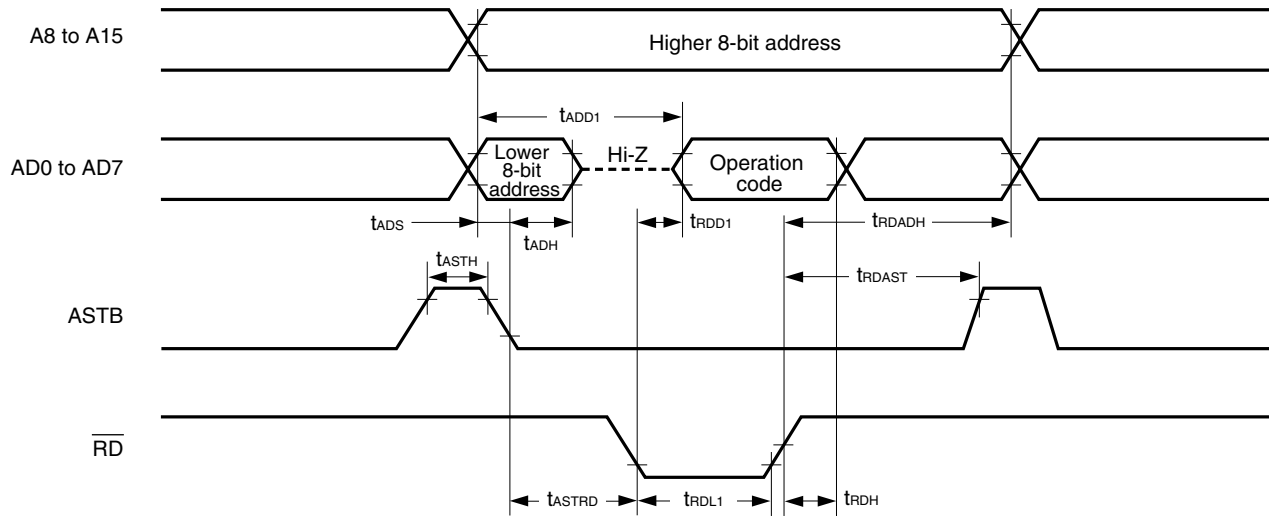 A8 to A15
Higher 8-bit address
tADD1
AD0 to AD7
Lower
8-bit
address
Hi-Z
Operation
code
tADS
tADH
tRDD1
tRDADH
tASTH
tRDAST
ASTB
RD
tASTRD
tRDL1
tRDH